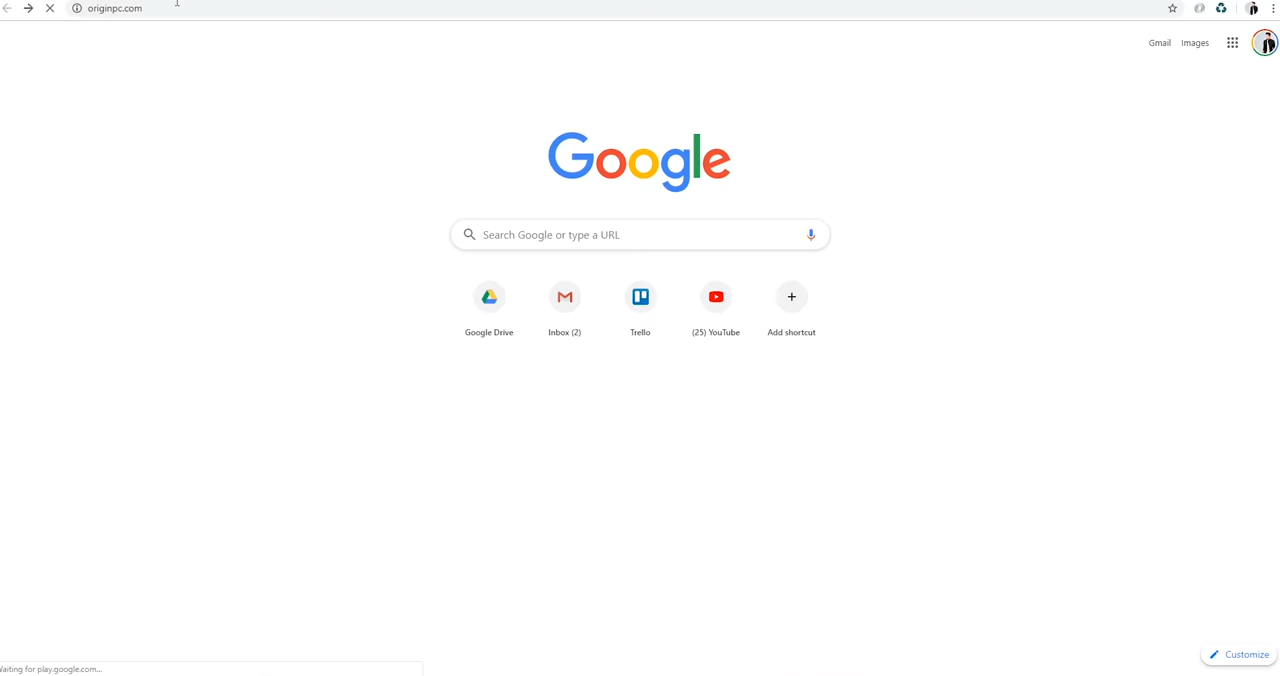 originpc.com
Gmail Images
Google
Search Google or type a URL
Google Drive Inbox (2) Trello (25) YouTube Add shortcut
Customize
Waiting for play.google.com...